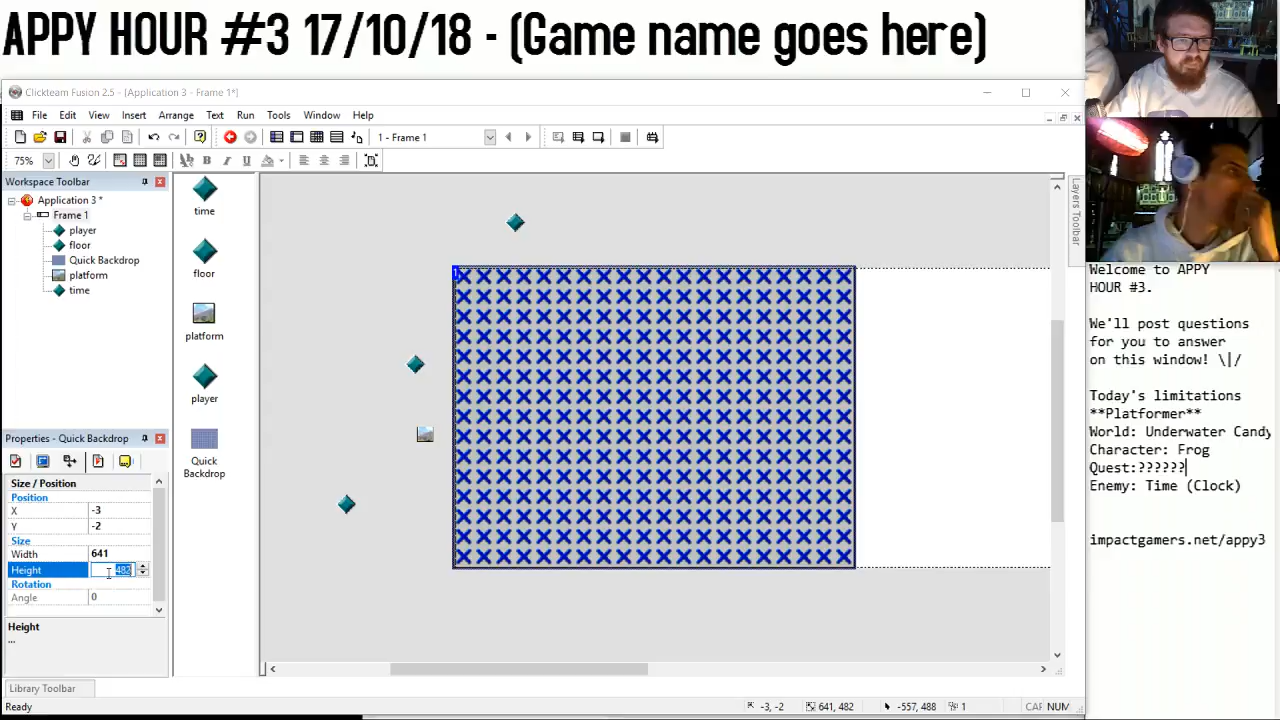 APPY HOUR #3 17/10/18 - (Game name goes here)
Clickteam Fusion 2.5 - [Application 3 - Frame 1*]
File Edit View Insert Arrange Text Run Tools Window Help
1 - Frame 1
75%
B I U
Workspace Toolbar
Application 3 *
Frame 1
player
floor
Quick Backdrop
platform
time
time
floor
platform
player
Quick
Backdrop
Layers Toolbar
Properties - Quick Backdrop
Size / Position
Position
X -3
Y -2
Size
Width 641
Height 482
Rotation
Angle 0
Height
...
Library Toolbar
Ready
-3, -2
641, 482
-557, 488
1
CAF NUM
Welcome to APPY
HOUR #3.
We'll post questions
for you to answer
on this window! \|/
Today's limitations
**Platformer**
World: Underwater Candy
Character: Frog
Quest:??????
Enemy: Time (Clock)
impactgamers.net/appy3